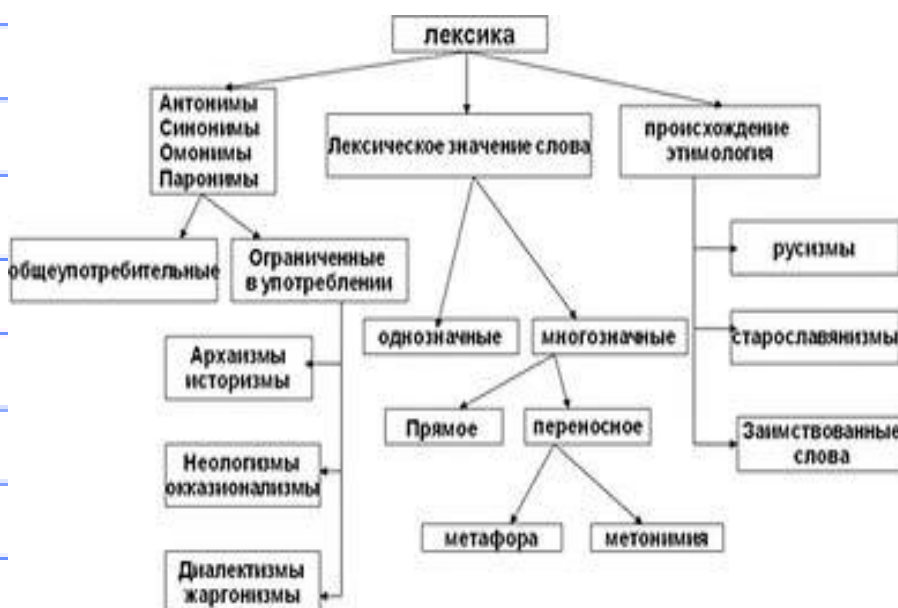 лексика
Антонимы
Синонимы
Омонимы
Паронимы
Лексическое значение слова
происхождение
этимология
общеупотребительные
Ограниченные
в употреблении
русизмы
однозначные
многозначные
старославянизмы
Архаизмы
историзмы
Прямое
переносное
Заимствованные
слова
Неологизмы
окказионализмы
метафора
метонимия
Диалектизмы
жаргонизмы